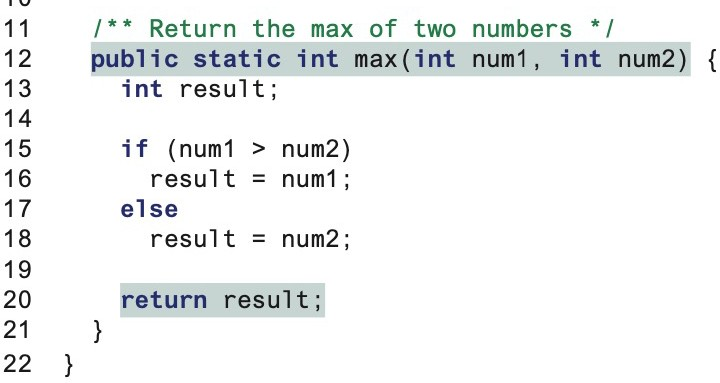 11 /** Return the max of two numbers */
12 public static int max(int num1, int num2) {
13 int result;
14
15 if (num1 > num2)
16 result = num1;
17 else
18 result = num2;
19
20 return result;
21 }
22 }